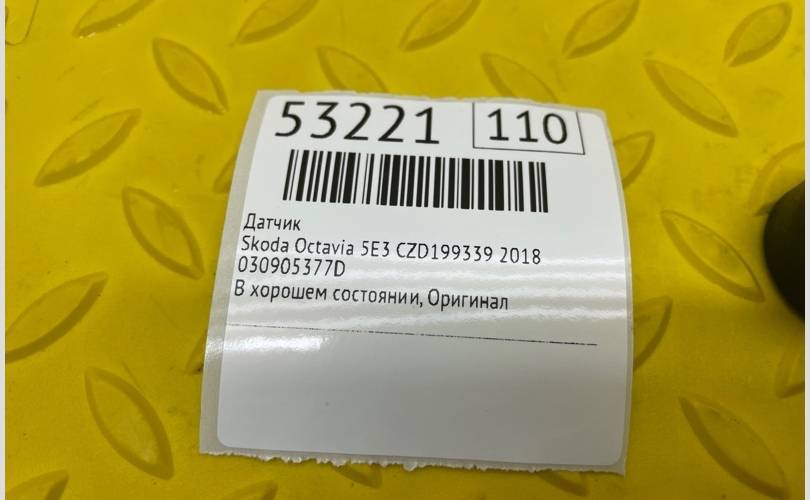 53221 110
Датчик
Skoda Octavia 5E3 CZD199339 2018
030905377D
В хорошем состоянии, Оригинал